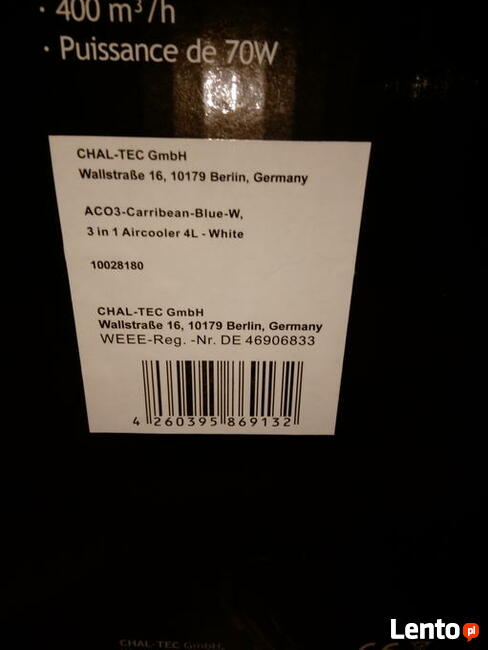 · 400 m³/h
· Puissance de 70W
CHAL-TEC GmbH
Wallstraße 16, 10179 Berlin, Germany
ACO3-Carribean-Blue-W,
3 in 1 Aircooler 4L - White
10028180
CHAL-TEC GmbH
Wallstraße 16, 10179 Berlin, Germany
WEEE-Reg. -Nr. DE 46906833
4 260395 869132
CHAL-TEC GmbH
CE
Lento pl